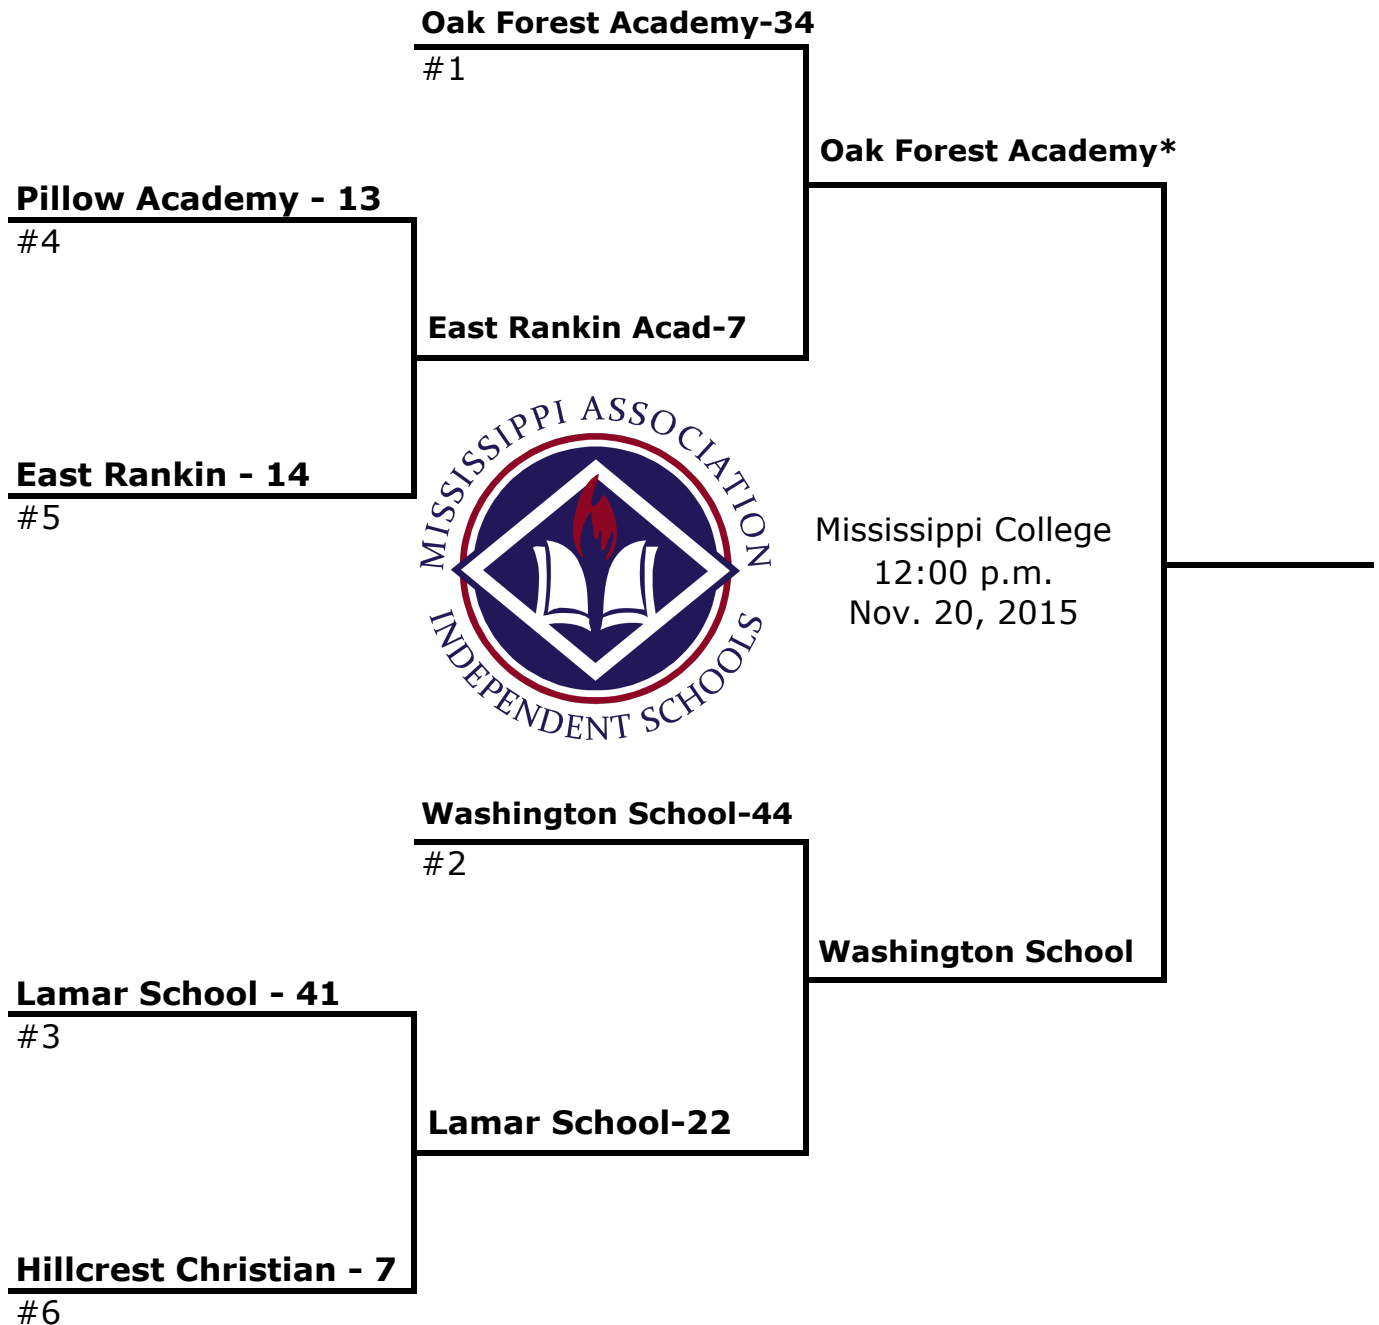 Oak Forest Academy-34
#1
Oak Forest Academy*
Pillow Academy - 13
#4
East Rankin Acad-7
East Rankin - 14
#5
MISSISSIPPI ASSOCIATION
INDEPENDENT SCHOOLS
Mississippi College
12:00 p.m.
Nov. 20, 2015
Washington School-44
#2
Washington School
Lamar School - 41
#3
Lamar School-22
Hillcrest Christian - 7
#6